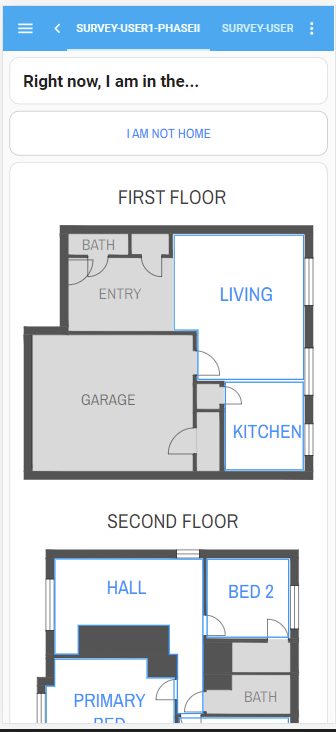 SURVEY-USER1-PHASEII SURVEY-USER
Right now, I am in the...
I AM NOT HOME
FIRST FLOOR
BATH
ENTRY
LIVING
GARAGE
KITCHEN
SECOND FLOOR
HALL
BED 2
BATH
PRIMARY
BED